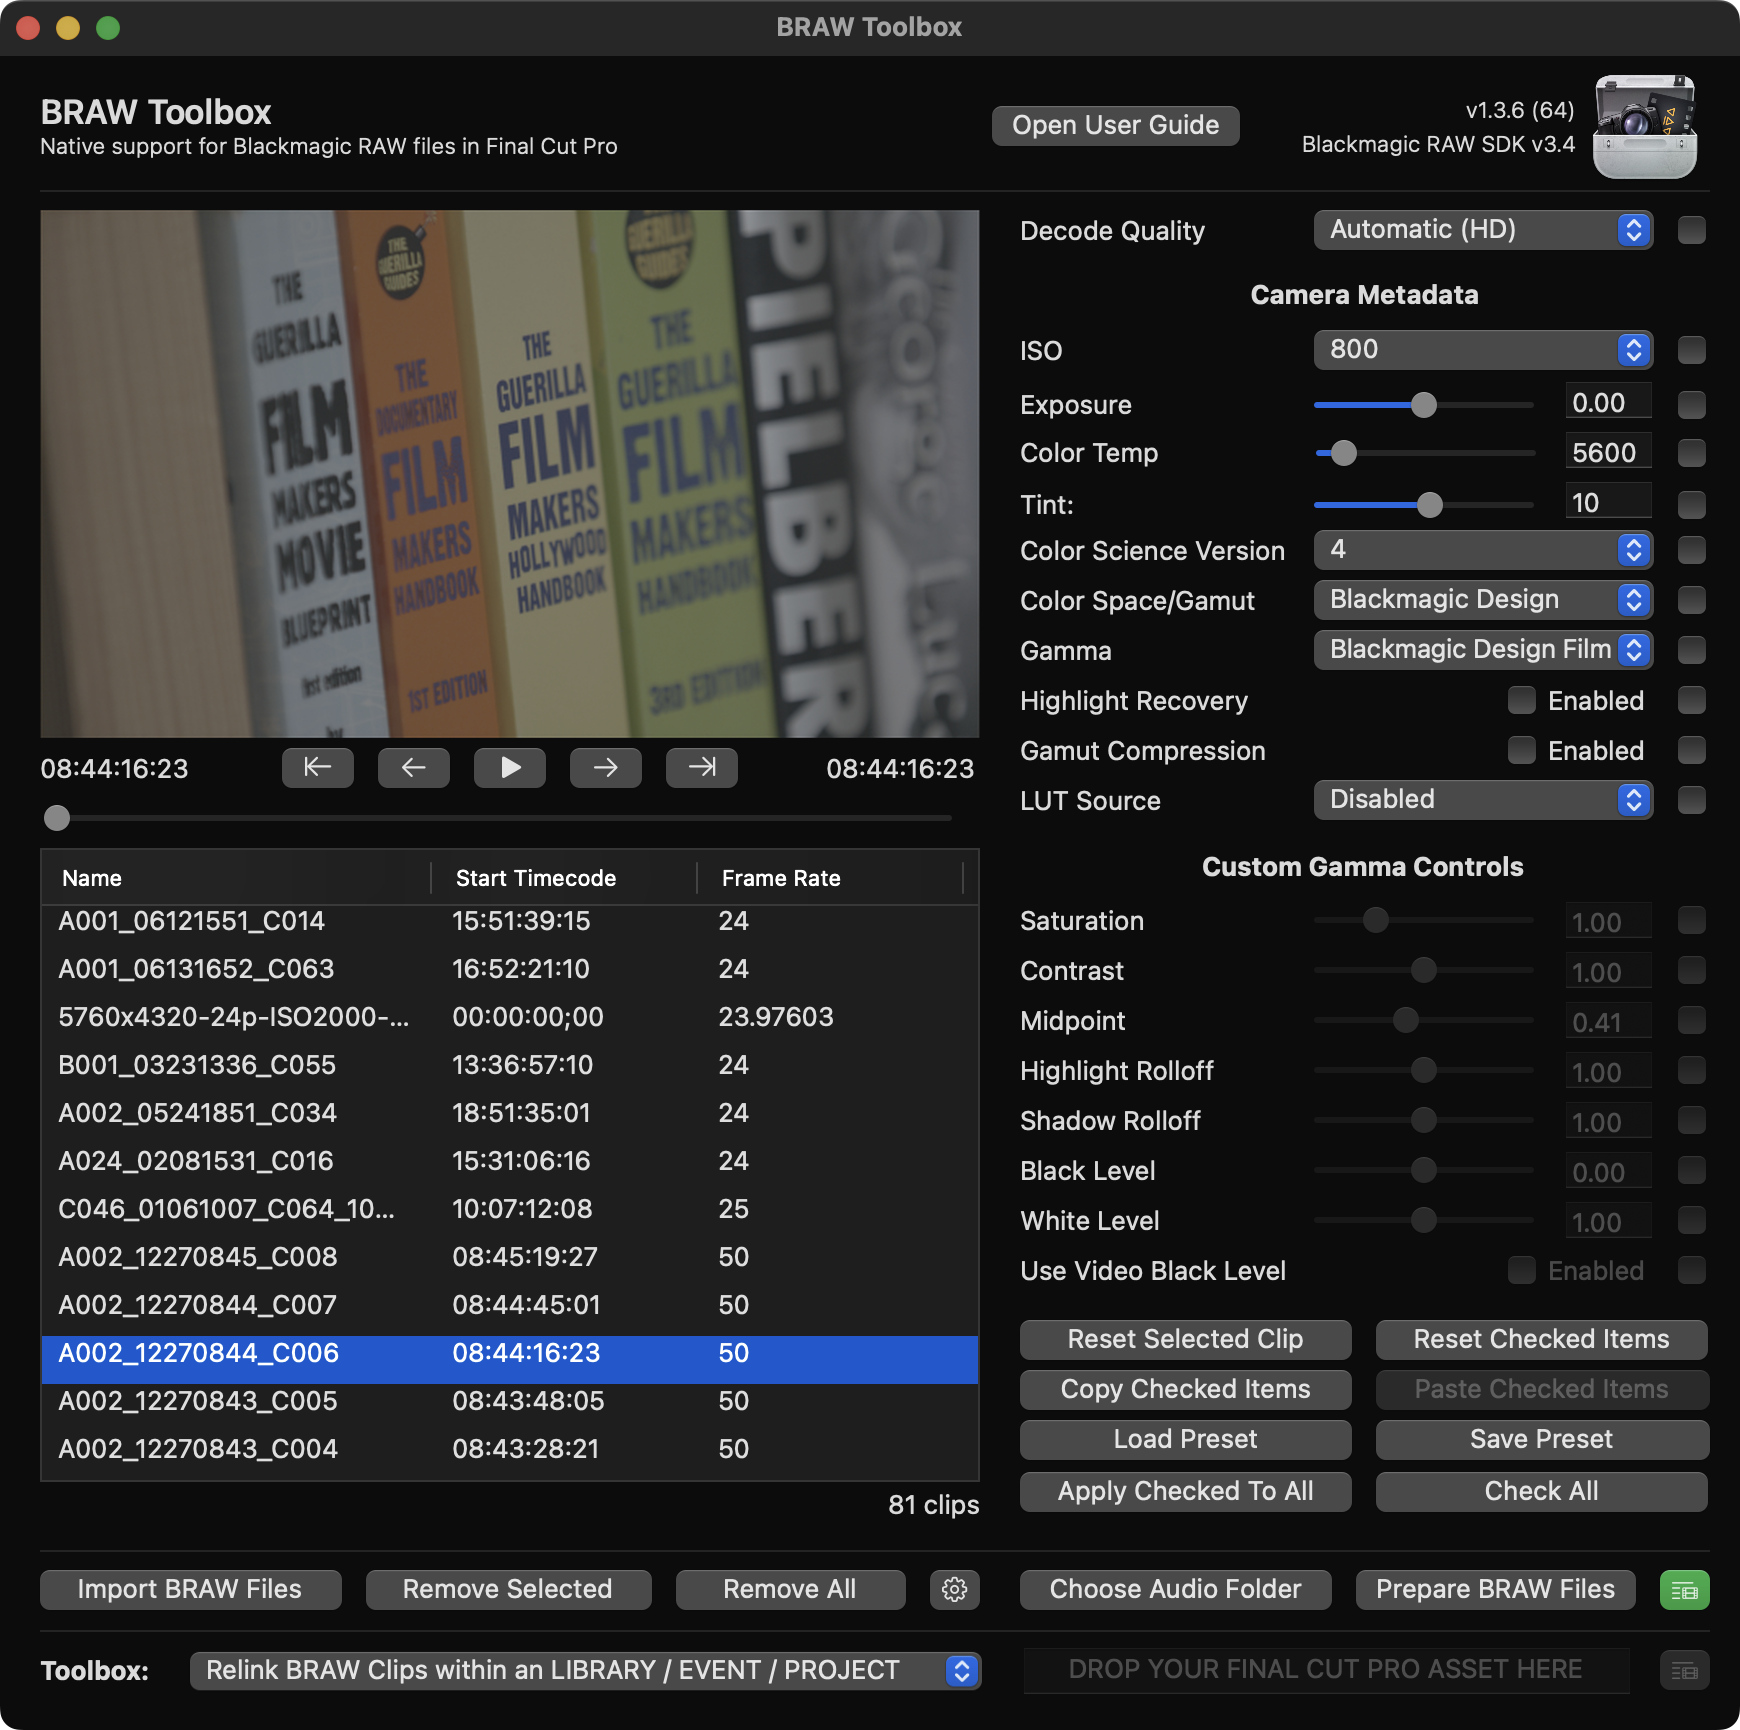 BRAW Toolbox
BRAW Toolbox
Native support for Blackmagic RAW files in Final Cut Pro
Open User Guide
v1.3.6 (64)
Blackmagic RAW SDK v3.4
THE
GUERILLA
FILM
MAKERS
MOVIE
BLUEPRINT
first edition
by
THE
GUERILLA
GUIDES
THE
DOCUMENTARY
FILM
MAKERS
HANDBOOK
1ST EDITION
THE
GUERILLA
FILM
MAKERS
HOLLYWOOD
HANDBOOK
GUERILLA
GUIDES
THE
GUERILLA
FILM
MAKERS
HANDBOOK
3RD EDITION
PIELBER
08:44:16:23
08:44:16:23
Name Start Timecode Frame Rate
A001_06121551_C014 15:51:39:15 24
A001_06131652_C063 16:52:21:10 24
5760x4320-24p-ISO2000-... 00:00:00;00 23.97603
B001_03231336_C055 13:36:57:10 24
A002_05241851_C034 18:51:35:01 24
A024_02081531_C016 15:31:06:16 24
C046_01061007_C064_10... 10:07:12:08 25
A002_12270845_C008 08:45:19:27 50
A002_12270844_C007 08:44:45:01 50
A002_12270844_C006 08:44:16:23 50
A002_12270843_C005 08:43:48:05 50
A002_12270843_C004 08:43:28:21 50
81 clips
Decode Quality Automatic (HD)
Camera Metadata
ISO 800
Exposure 0.00
Color Temp 5600
Tint: 10
Color Science Version 4
Color Space/Gamut Blackmagic Design
Gamma Blackmagic Design Film
Highlight Recovery Enabled
Gamut Compression Enabled
LUT Source Disabled
Custom Gamma Controls
Saturation 1.00
Contrast 1.00
Midpoint 0.41
Highlight Rolloff 1.00
Shadow Rolloff 1.00
Black Level 0.00
White Level 1.00
Use Video Black Level Enabled
Reset Selected Clip Reset Checked Items
Copy Checked Items Paste Checked Items
Load Preset Save Preset
Apply Checked To All Check All
Import BRAW Files Remove Selected Remove All Choose Audio Folder Prepare BRAW Files
Toolbox: Relink BRAW Clips within an LIBRARY / EVENT / PROJECT DROP YOUR FINAL CUT PRO ASSET HERE